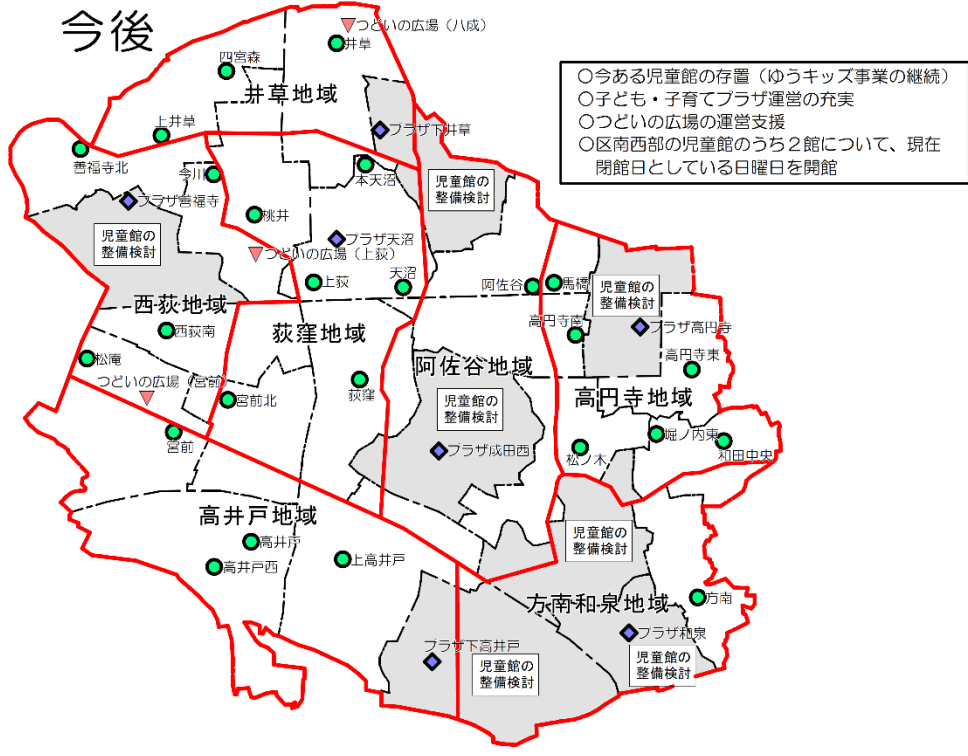 今後
つどいの広場（八成）
井草
四宮森
井草地域
○今ある児童館の存置（ゆうキッズ事業の継続）
○子ども・子育てプラザ運営の充実
○つどいの広場の運営支援
○区南西部の児童館のうち２館について、現在
閉館日としている日曜日を開館
上井草
プラザ下井草
善福寺北
今川
本天沼
児童館の
整備検討
プラザ善福寺
桃井
児童館の
整備検討
プラザ天沼
つどいの広場（上荻）
上荻
天沼
阿佐谷
馬橋
児童館の
整備検討
西荻地域
荻窪地域
高円寺南
プラザ高円寺
西荻南
松庵
阿佐谷地域
高円寺東
つどいの広場（宮前）
宮前北
荻窪
高円寺地域
児童館の
整備検討
宮前
プラザ成田西
松ノ木
堀ノ内東
和田中央
高井戸地域
高井戸
高井戸西
上高井戸
児童館の
整備検討
方南和泉地域
方南
プラザ和泉
プラザ下高井戸
児童館の
整備検討
児童館の
整備検討